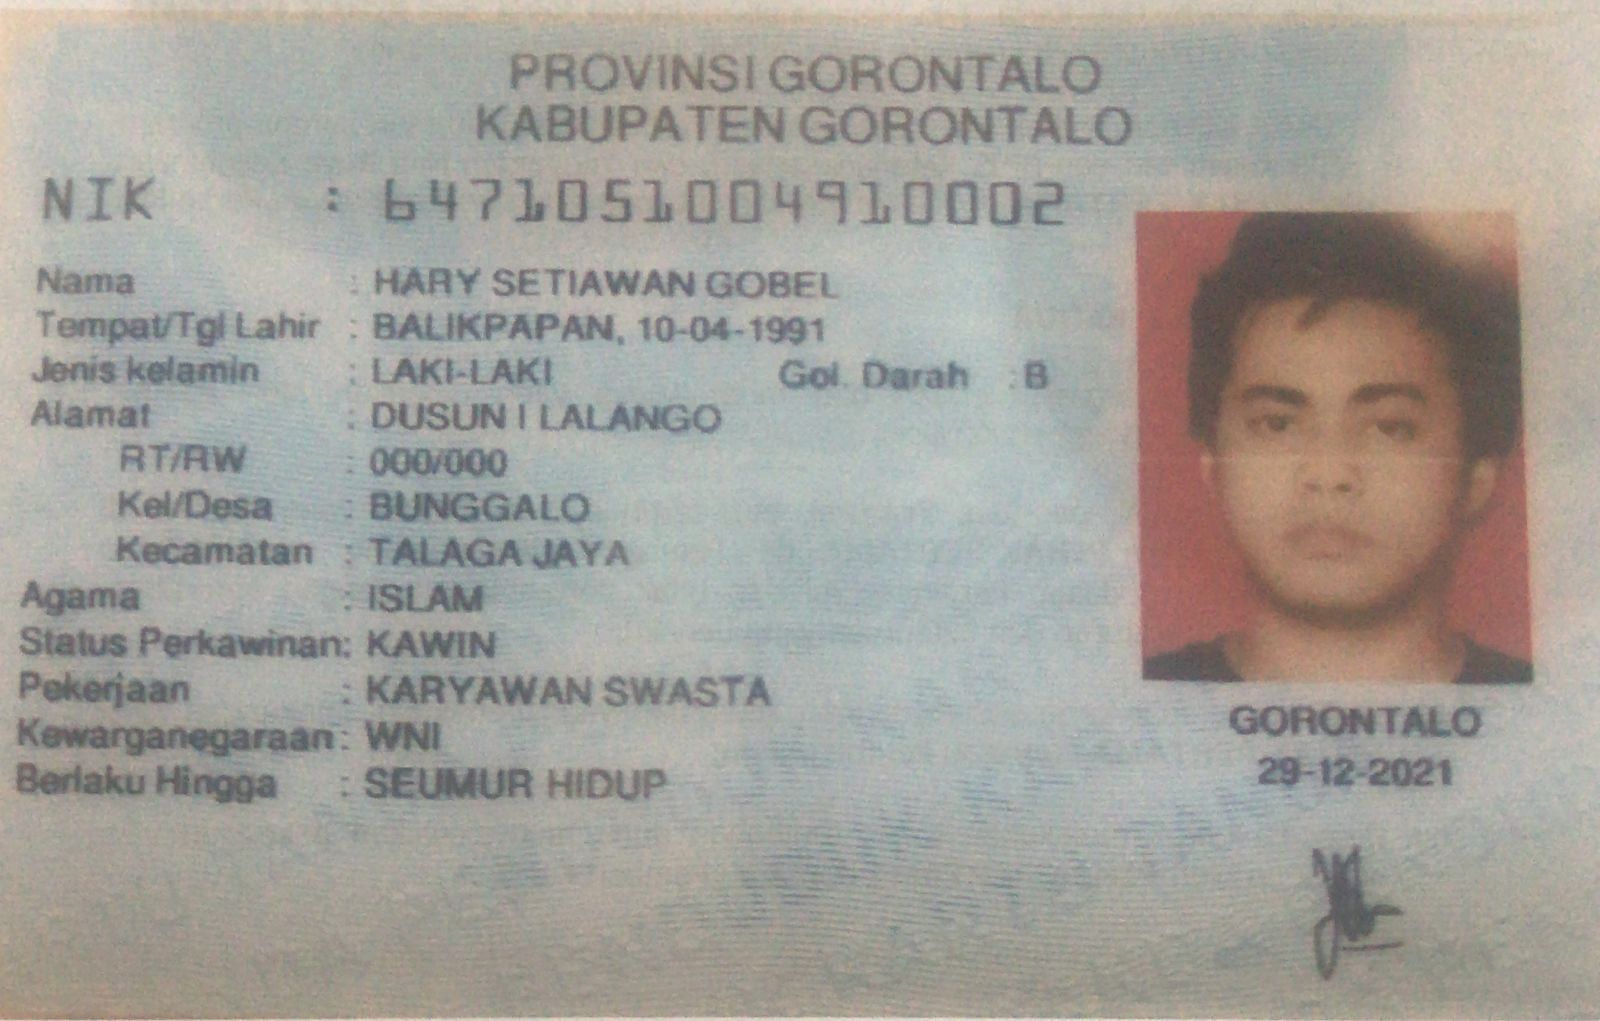 PROVINSI GORONTALO
KABUPATEN GORONTALO
NIK : 6471051004910002
Nama : HARY SETIAWAN GOBEL
Tempat/Tgl Lahir : BALIKPAPAN, 10-04-1991
Jenis kelamin : LAKI-LAKI Gol. Darah : B
Alamat : DUSUN I LALANGO
RT/RW : 000/000
Kel/Desa : BUNGGALO
Kecamatan : TALAGA JAYA
Agama : ISLAM
Status Perkawinan: KAWIN
Pekerjaan : KARYAWAN SWASTA
Kewarganegaraan: WNI
Berlaku Hingga : SEUMUR HIDUP
GORONTALO
29-12-2021